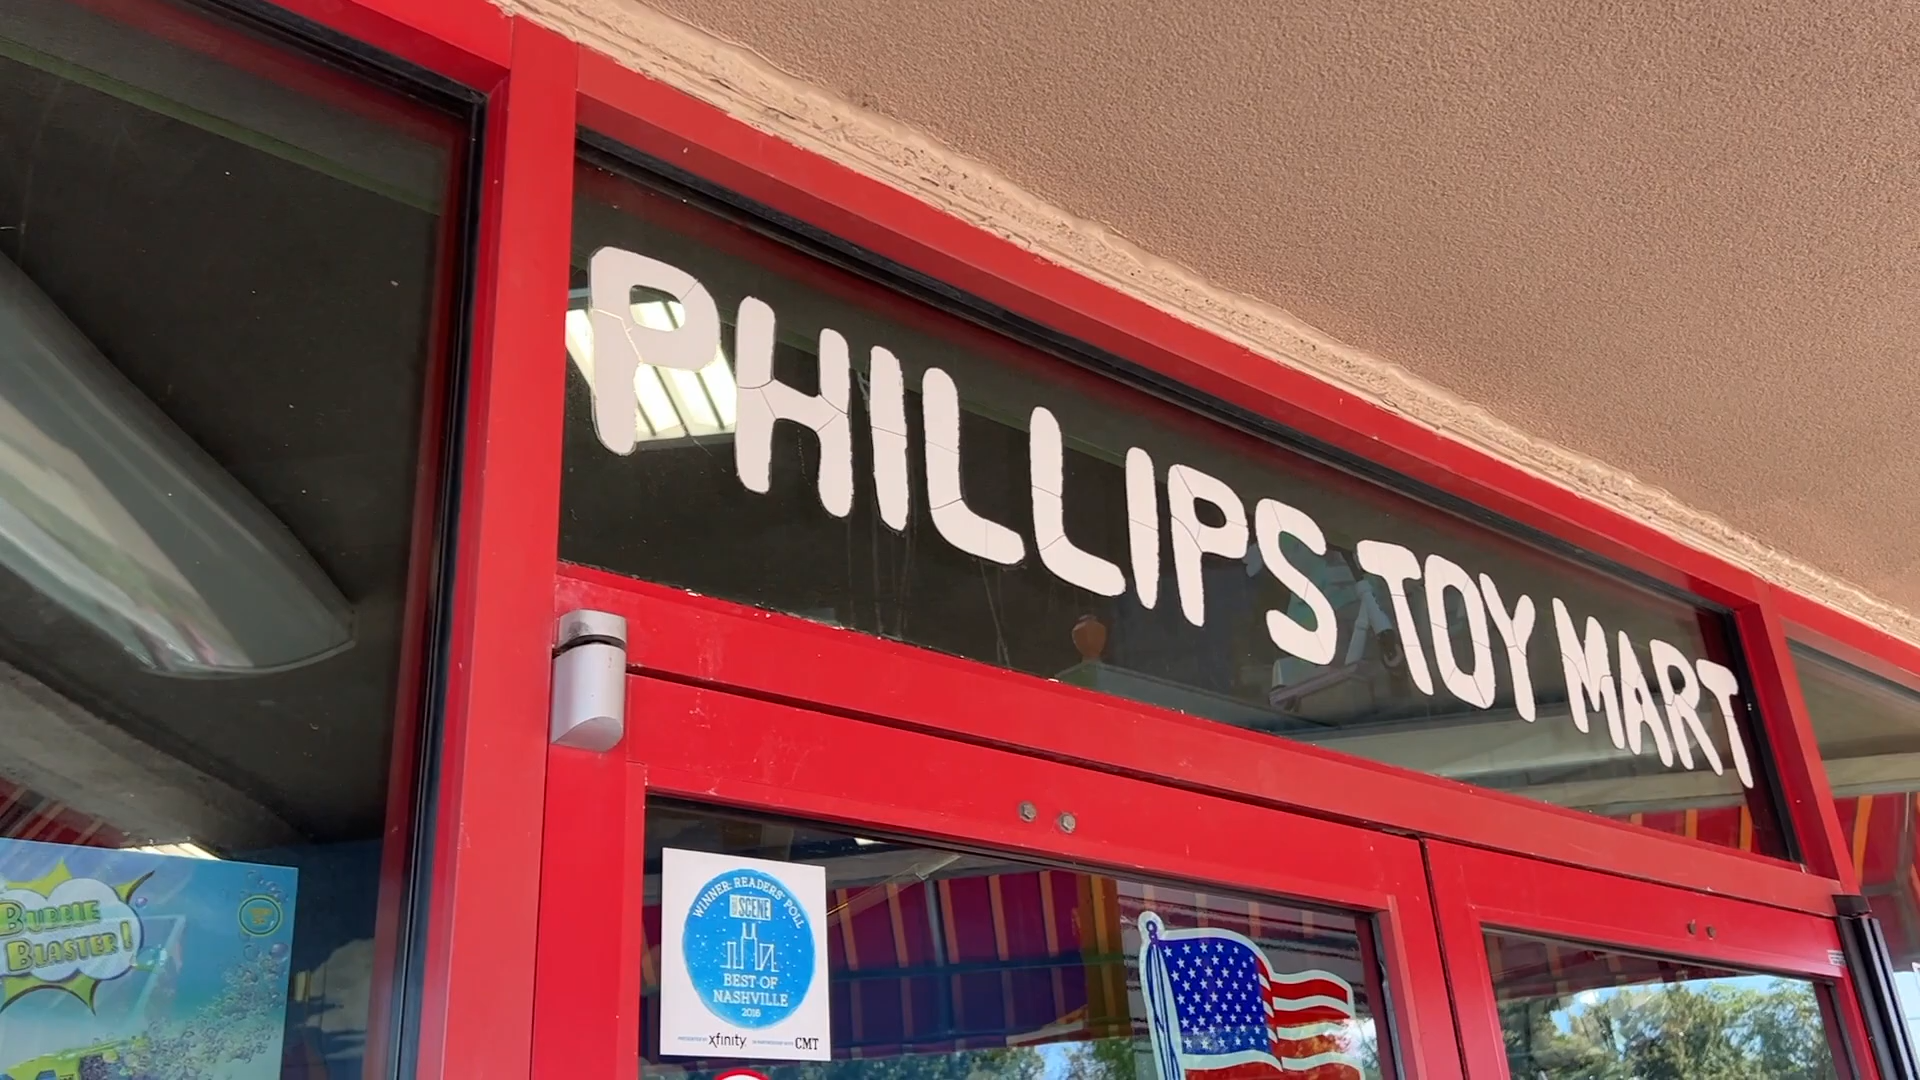 PHILLIPS TOY MART
BUBBLE
BLASTER!
WINNER: READERS' POLL
SCENE
BEST OF
NASHVILLE
2016
xfinity
CMT